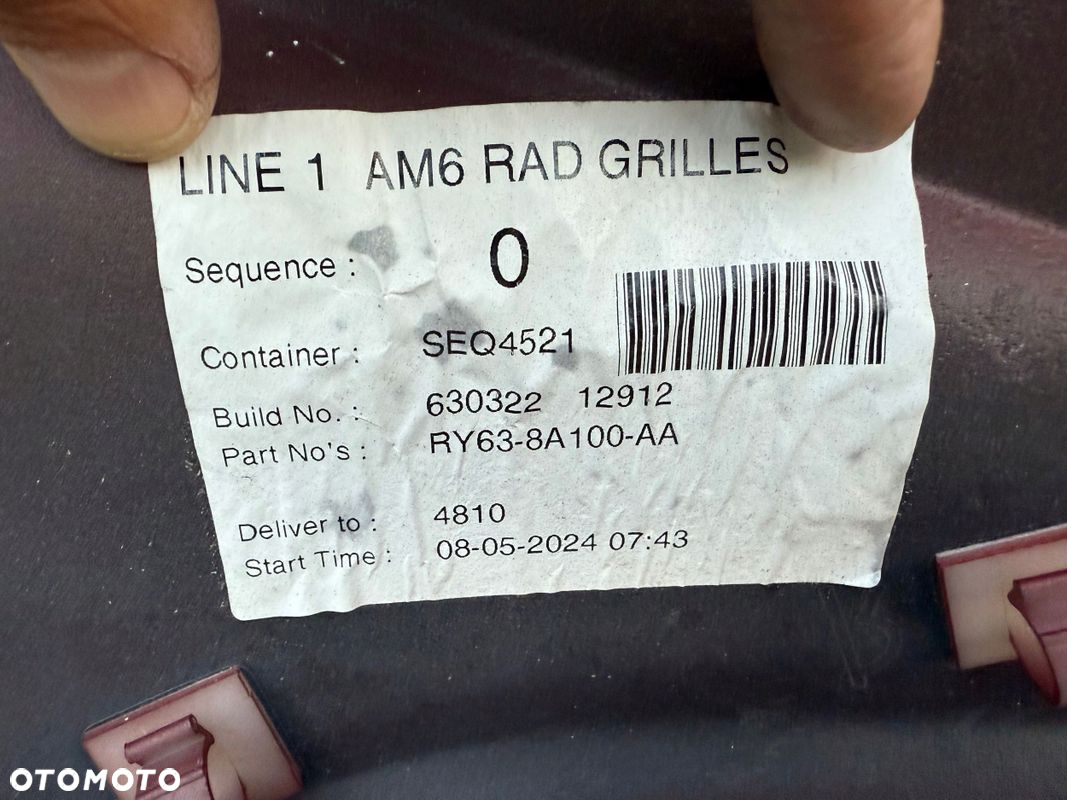 LINE 1 AM6 RAD GRILLES
Sequence : 0
Container : SEQ4521
Build No. : 630322 12912
Part No's : RY63-8A100-AA
Deliver to : 4810
Start Time : 08-05-2024 07:43
OTOMOTO